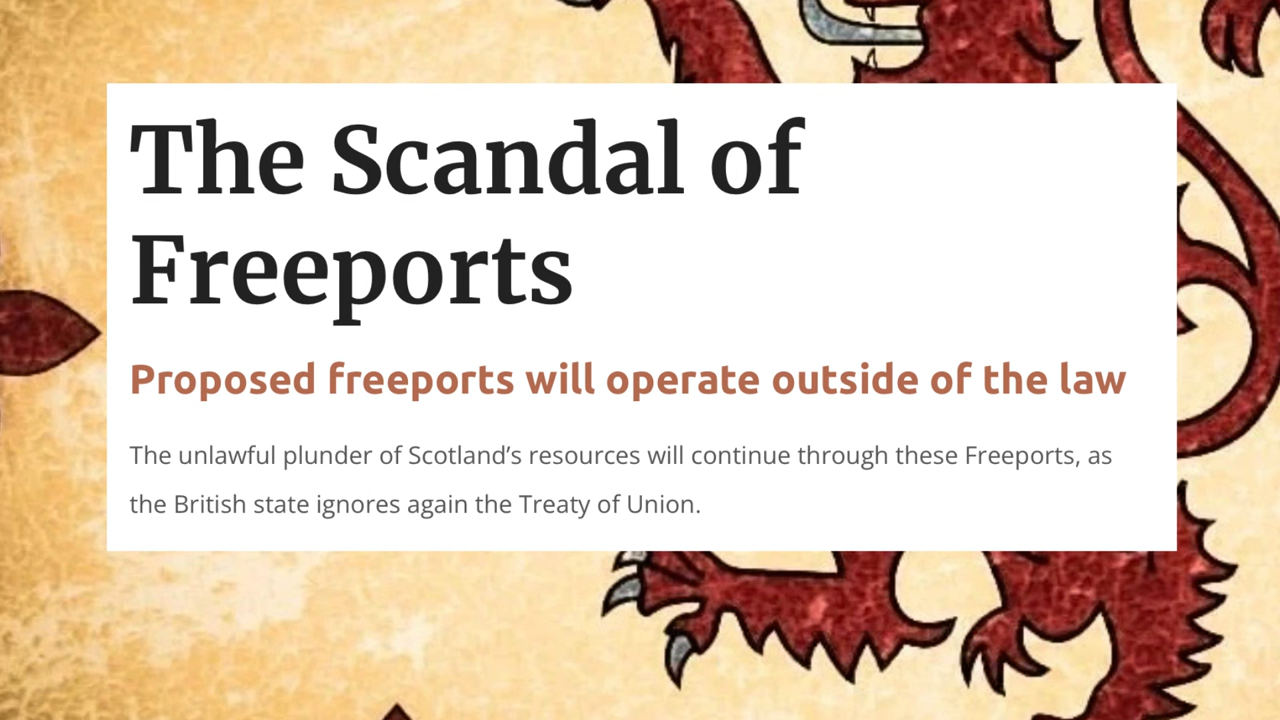 The Scandal of
Freeports
Proposed freeports will operate outside of the law
The unlawful plunder of Scotland’s resources will continue through these Freeports, as
the British state ignores again the Treaty of Union.